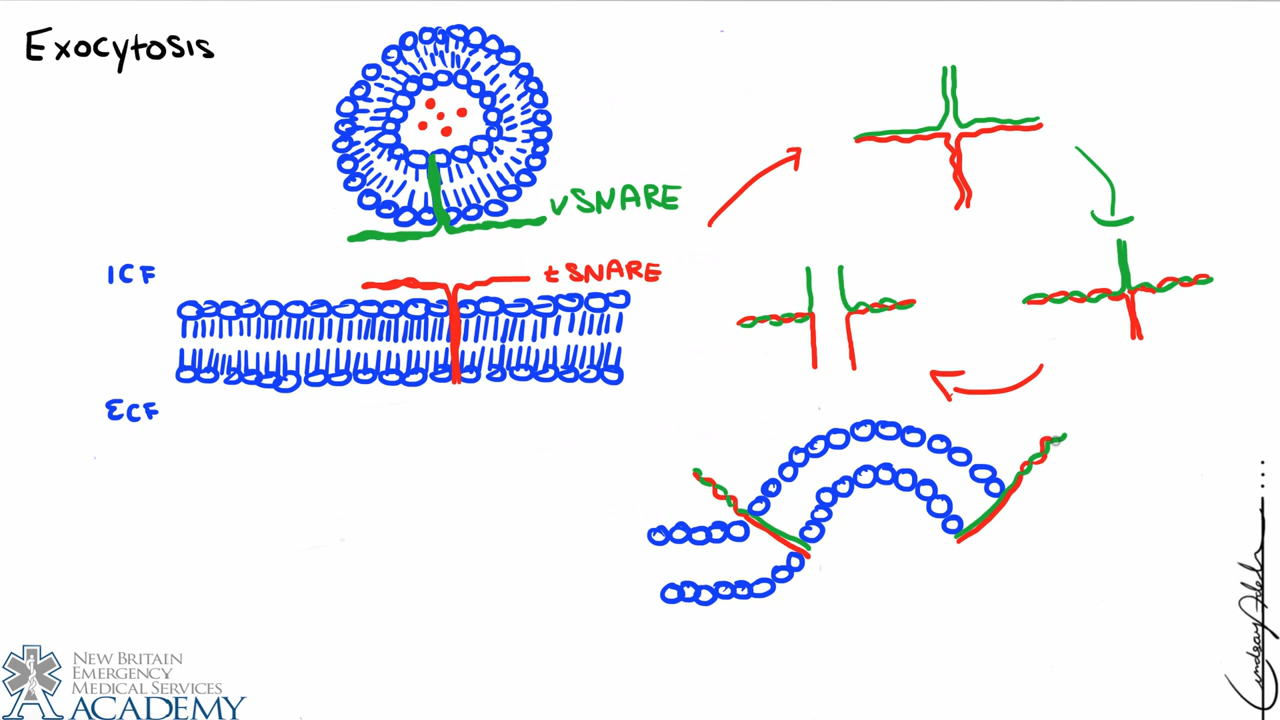 Exocytosis
vSNARE
ICF
tSNARE
ECF
NEW BRITAIN
EMERGENCY
MEDICAL SERVICES
ACADEMY